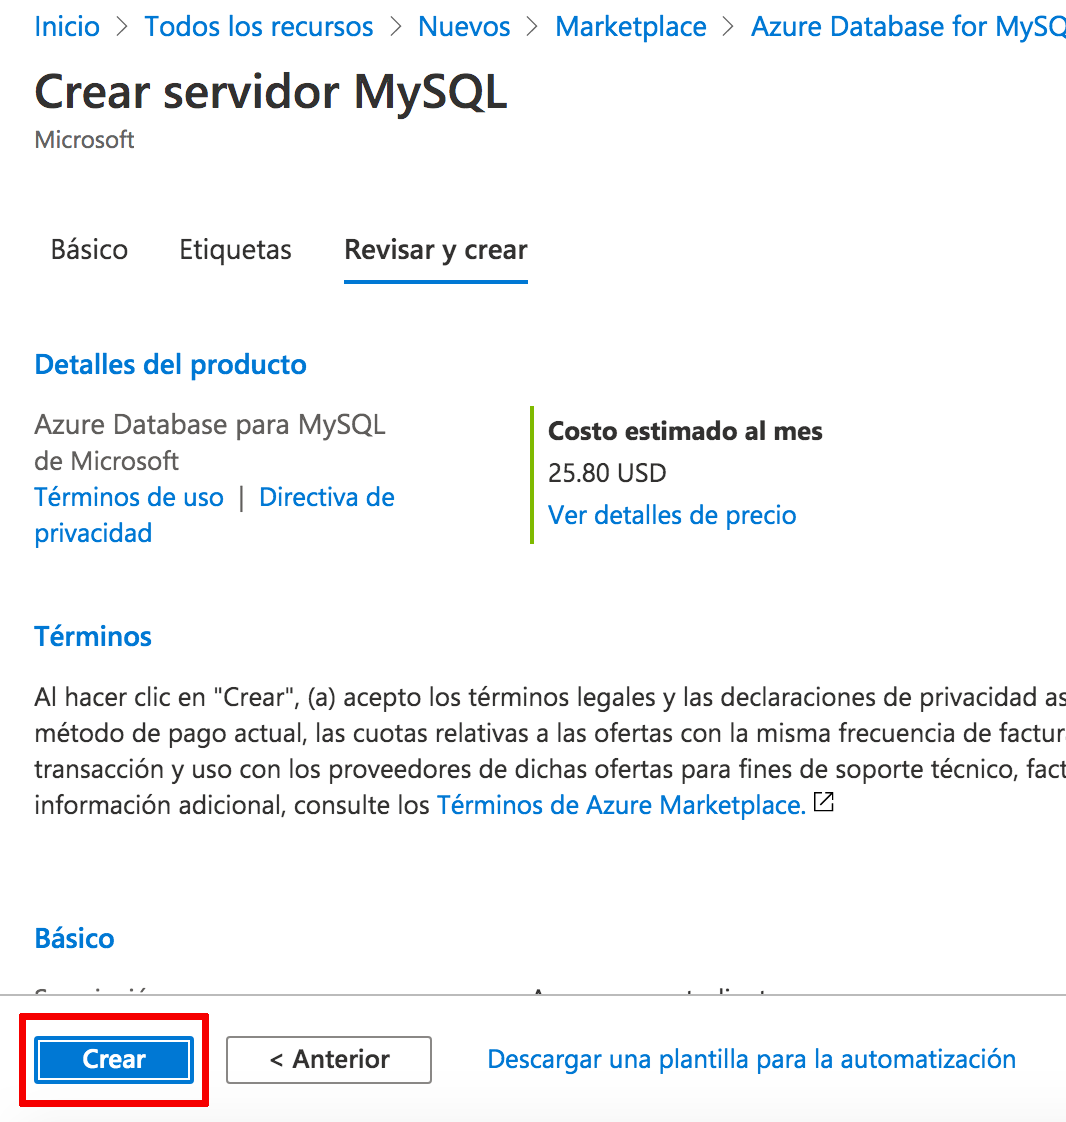 Inicio > Todos los recursos > Nuevos > Marketplace > Azure Database for MySQ
Crear servidor MySQL
Microsoft
Básico Etiquetas Revisar y crear
Detalles del producto
Azure Database para MySQL
de Microsoft
Términos de uso | Directiva de
privacidad
Costo estimado al mes
25.80 USD
Ver detalles de precio
Términos
Al hacer clic en "Crear", (a) acepto los términos legales y las declaraciones de privacidad as
método de pago actual, las cuotas relativas a las ofertas con la misma frecuencia de factur
transacción y uso con los proveedores de dichas ofertas para fines de soporte técnico, fact
información adicional, consulte los Términos de Azure Marketplace.
Básico
Crear < Anterior Descargar una plantilla para la automatización